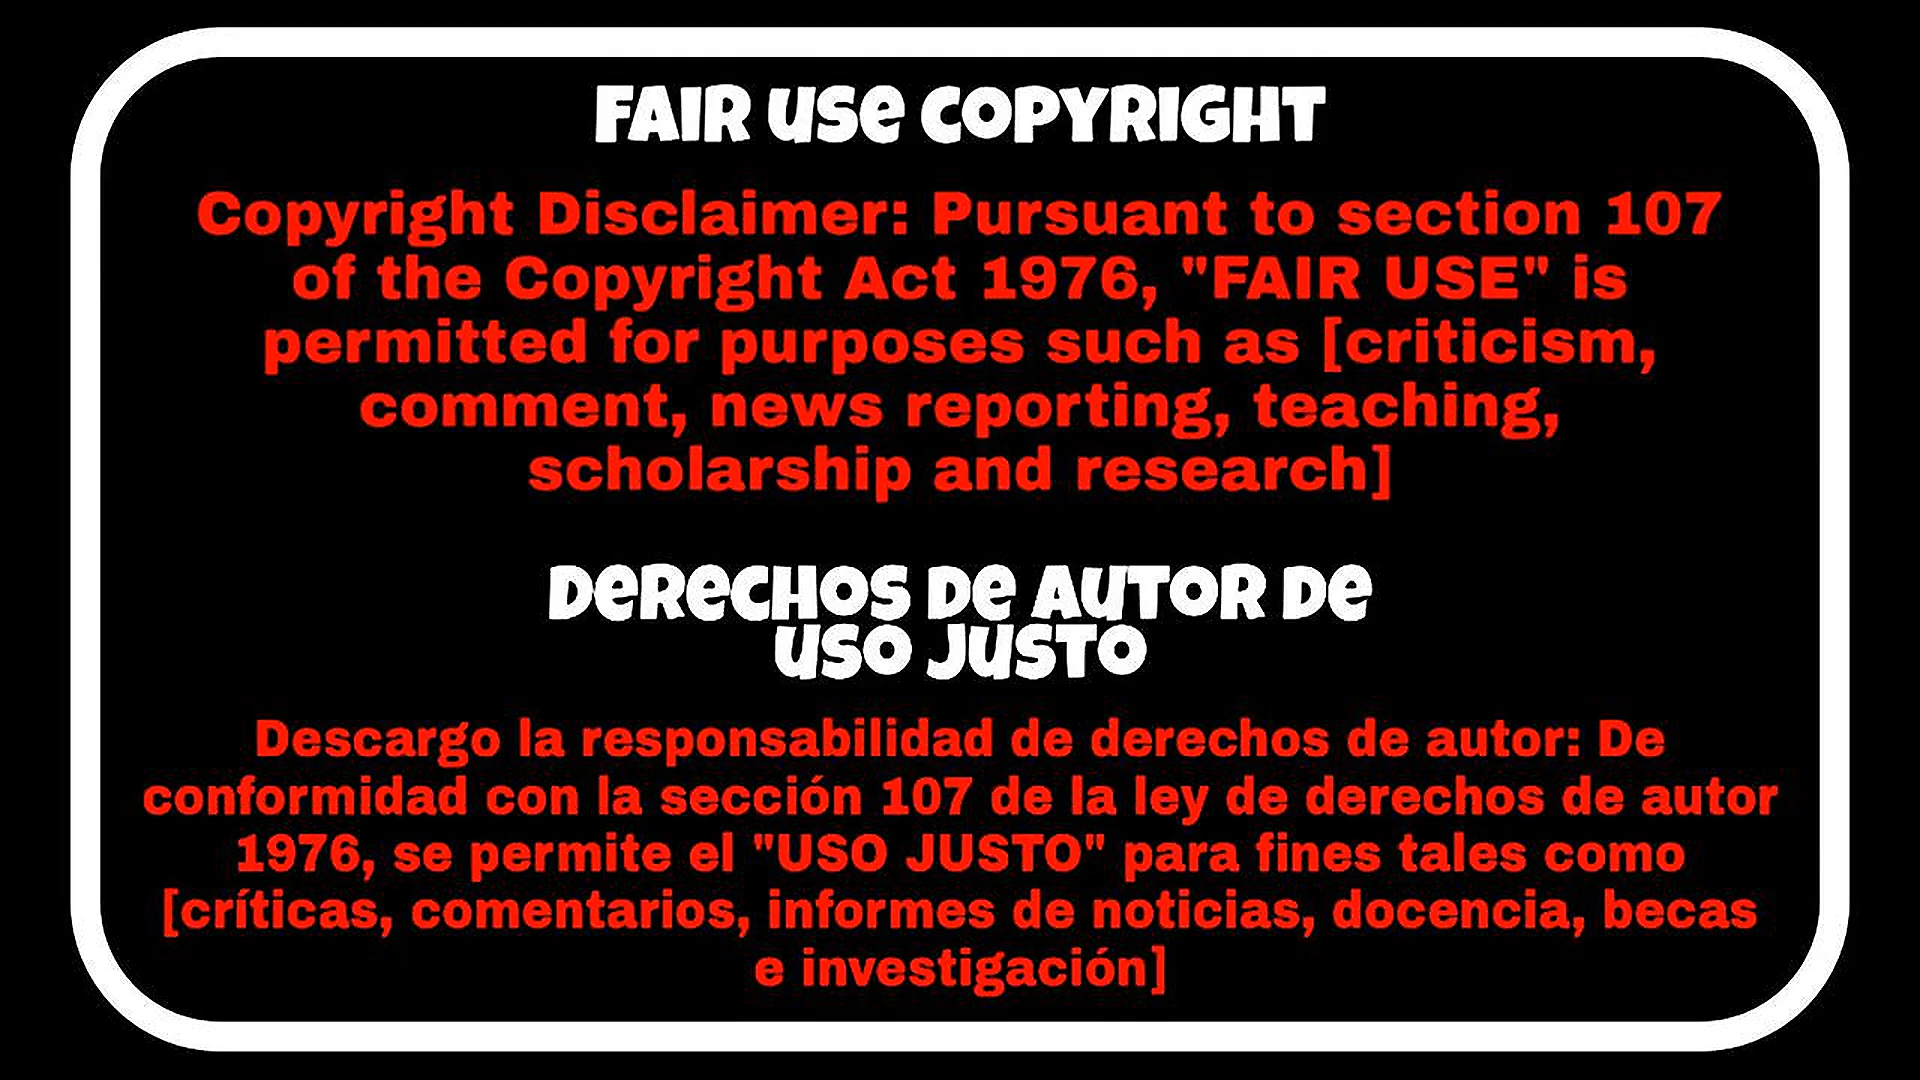 FAIR USE COPYRIGHT
Copyright Disclaimer: Pursuant to section 107
of the Copyright Act 1976, "FAIR USE" is
permitted for purposes such as [criticism,
comment, news reporting, teaching,
scholarship and research]
DERECHOS DE AUTOR DE
USO JUSTO
Descargo la responsabilidad de derechos de autor: De
conformidad con la sección 107 de la ley de derechos de autor
1976, se permite el "USO JUSTO" para fines tales como
[críticas, comentarios, informes de noticias, docencia, becas
e investigación]